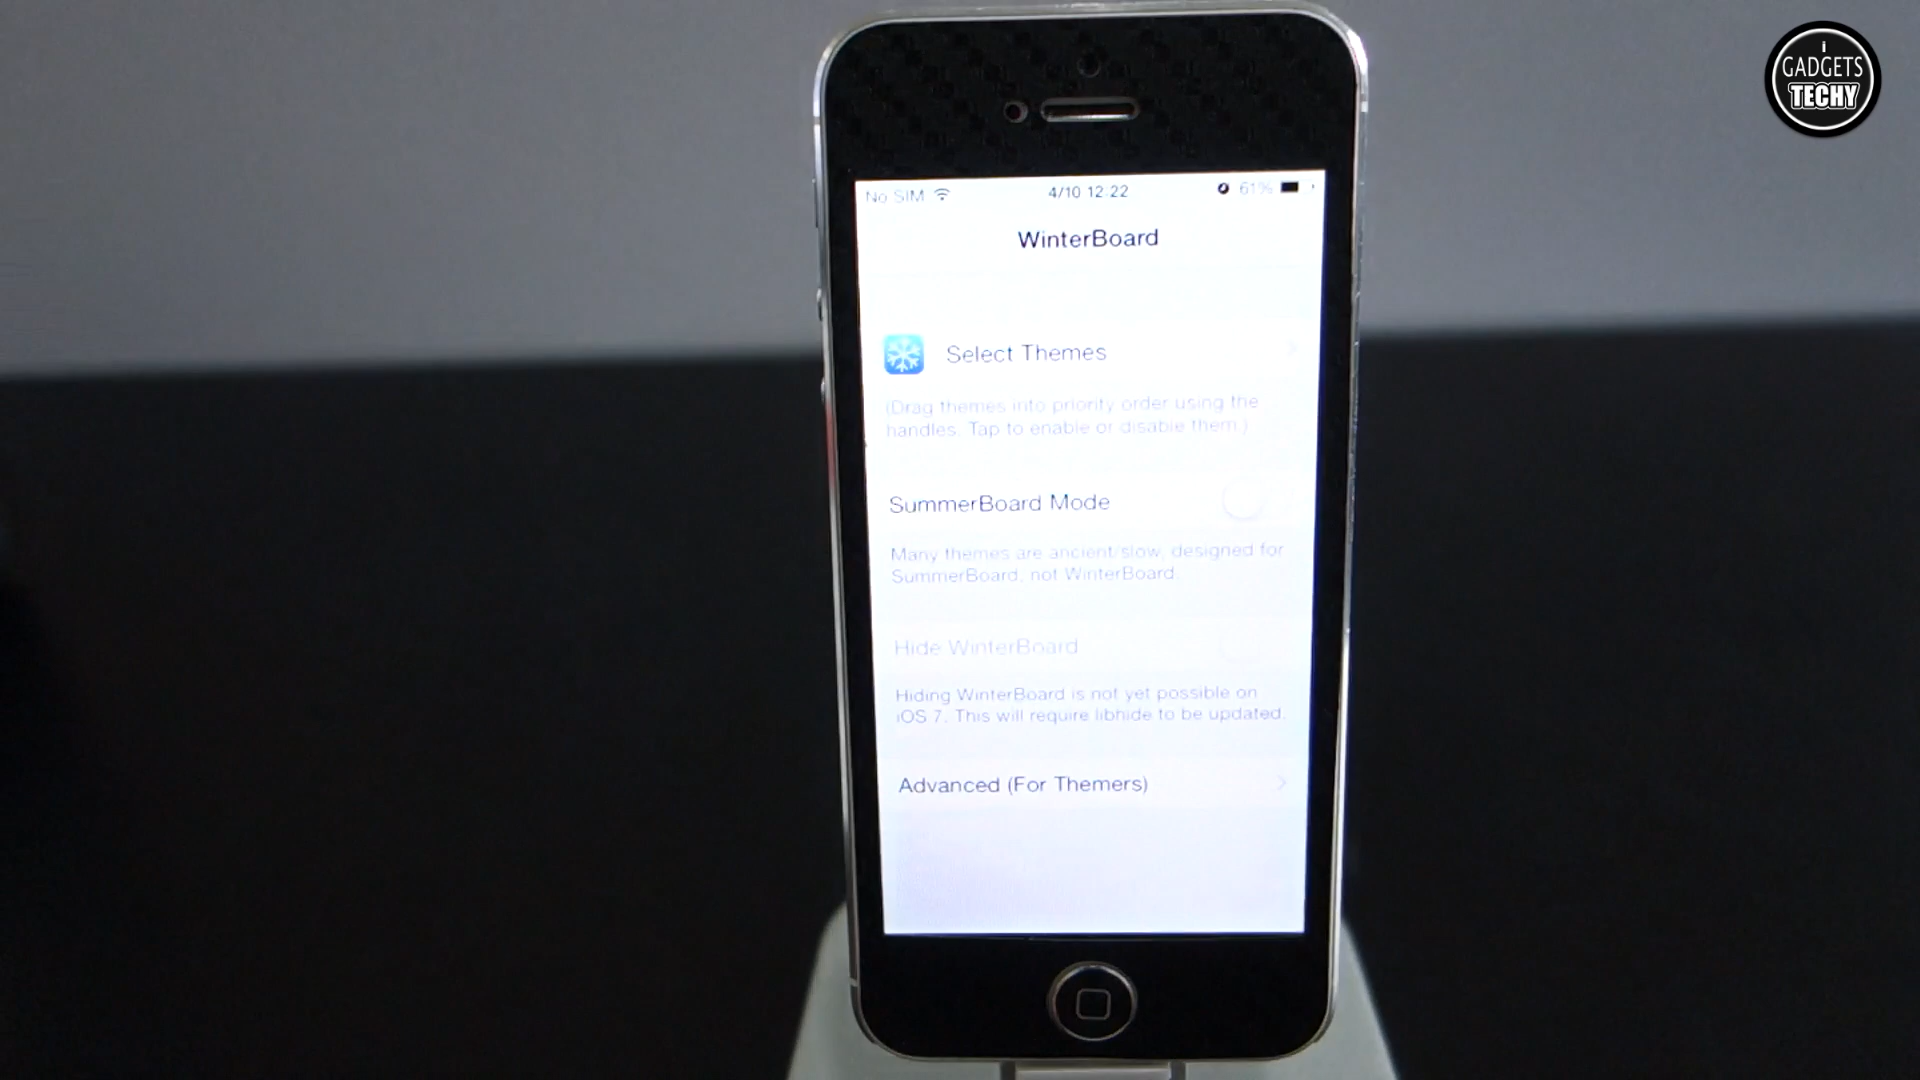 i
GADGETS
TECHY
No SIM 4/10 12:22 61%
WinterBoard
Select Themes
(Drag themes into priority order using the
handles. Tap to enable or disable them.)
SummerBoard Mode
Many themes are ancient/slow, designed for
SummerBoard, not WinterBoard.
Hide WinterBoard
Hiding WinterBoard is not yet possible on
iOS 7. This will require libhide to be updated.
Advanced (For Themers)